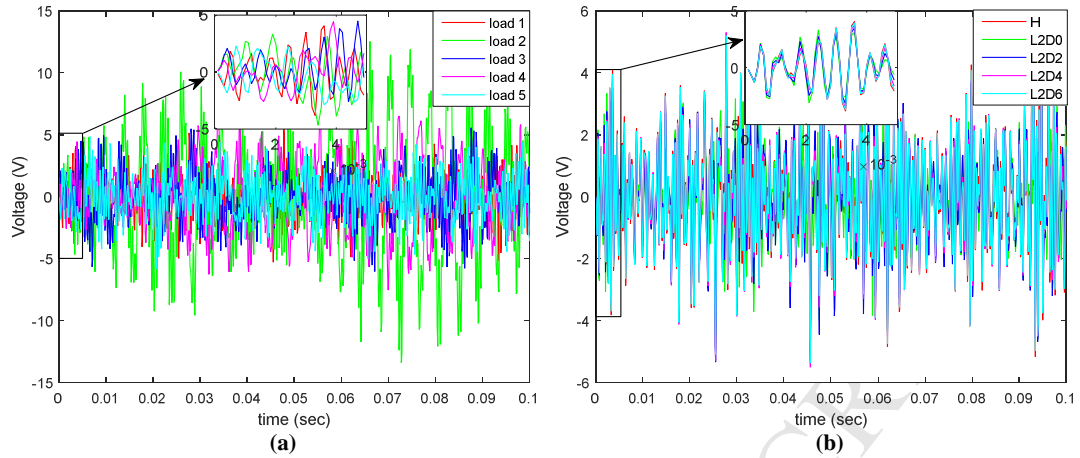 15
10
5
0
-5
-10
-15
Voltage (V)
0 0.01 0.02 0.03 0.04 0.05 0.06 0.07 0.08 0.09 0.1
time (sec)
5
0
-5
0 2 4
× 10⁻³
load 1
load 2
load 3
load 4
load 5
(a)
6
4
2
0
-2
-4
-6
Voltage (V)
0 0.01 0.02 0.03 0.04 0.05 0.06 0.07 0.08 0.09 0.1
time (sec)
5
0
-5
0 2 4
× 10⁻³
H
L2D0
L2D2
L2D4
L2D6
(b)
CR